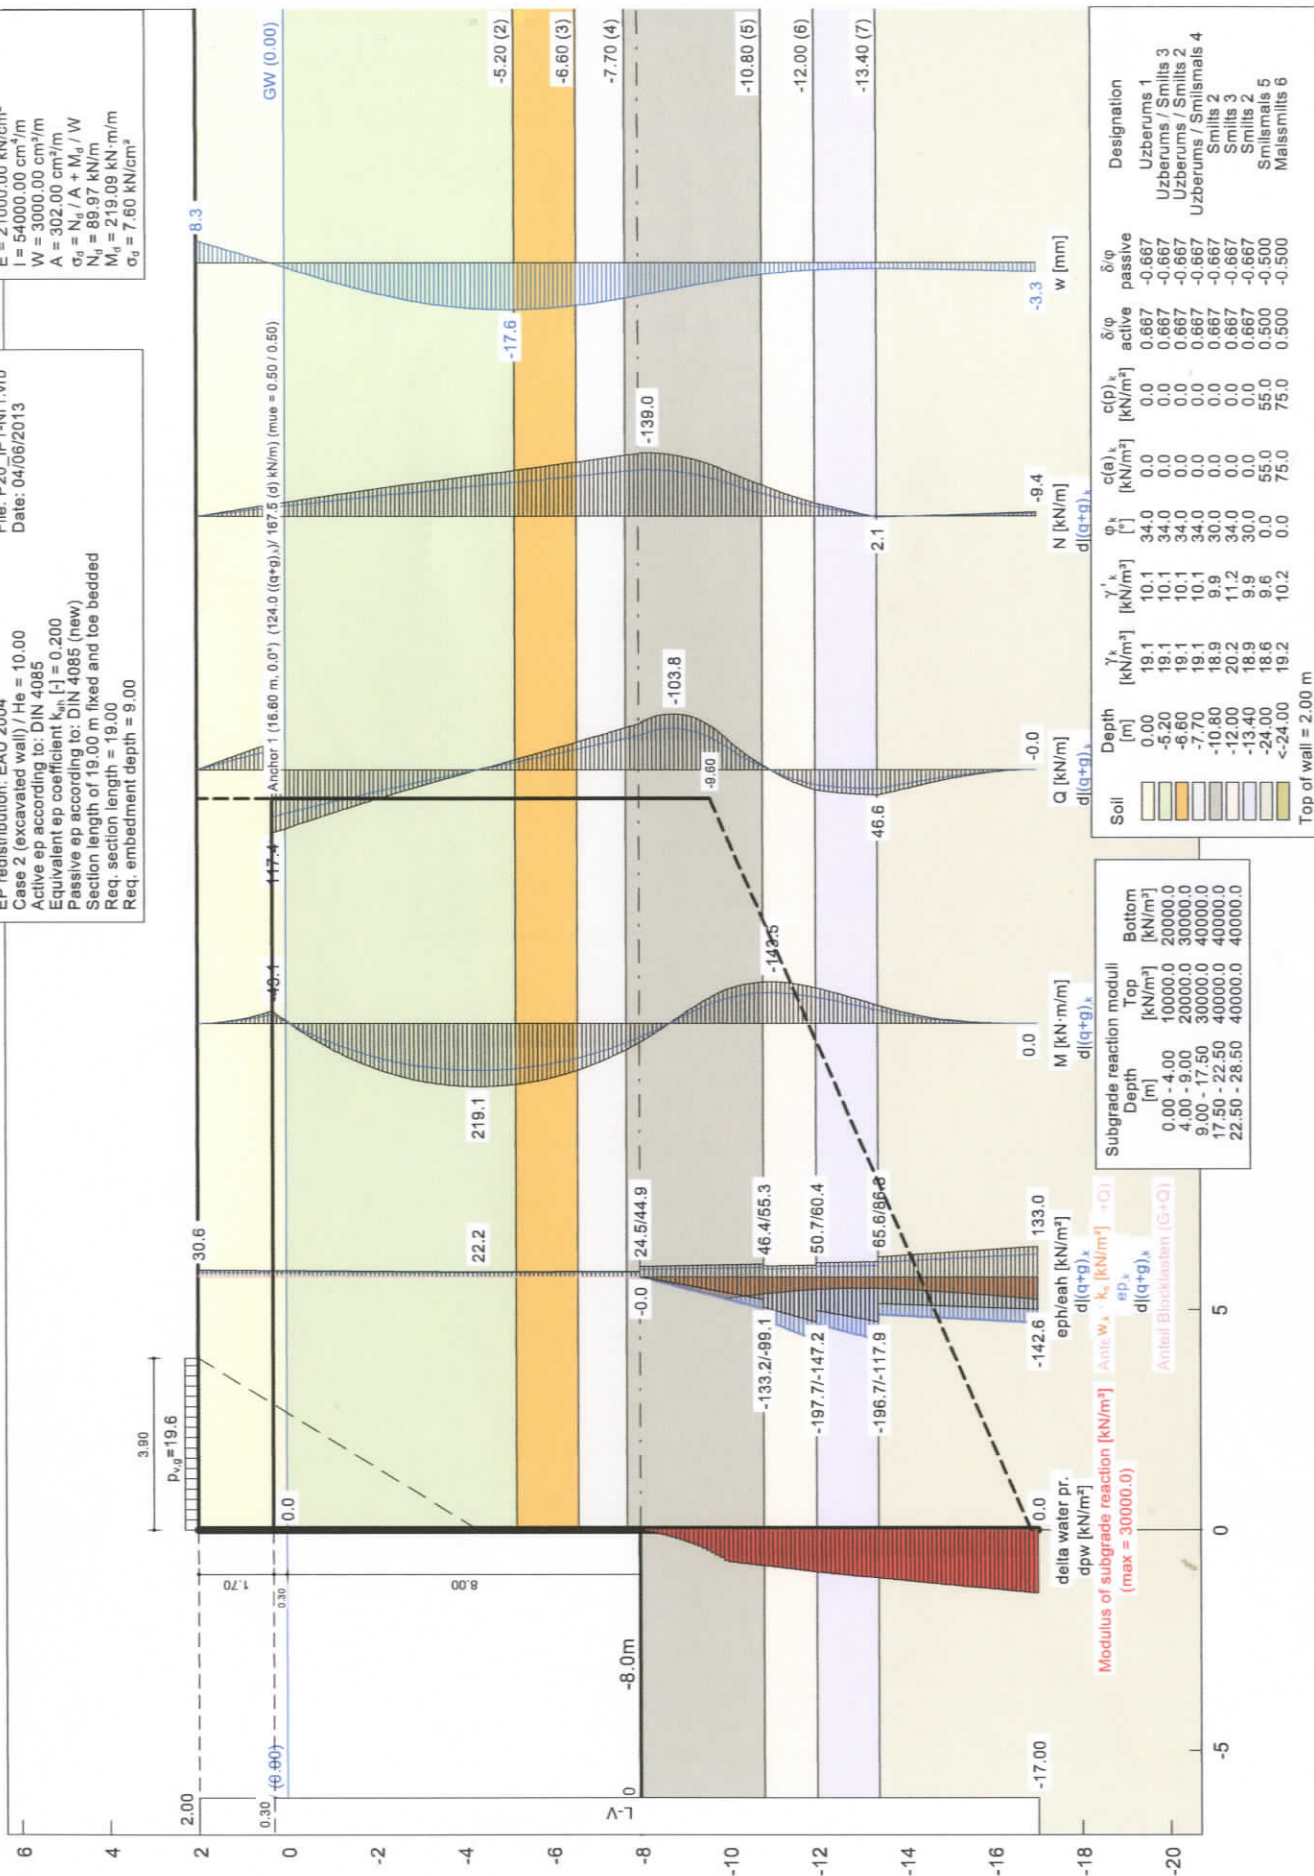 E = 21000.00 kN/cm²
I = 54000.00 cm⁴/m
W = 3000.00 cm³/m
A = 302.00 cm²/m
σd = Nd / A + Md / W
Nd = 89.97 kN/m
Md = 219.09 kN·m/m
σd = 7.60 kN/cm²
Date: 04/06/2013
EP redistribution: EAU 2004
Case 2 (excavated wall) / He = 10.00
Active ep according to: DIN 4085
Equivalent ep coefficient kah [-] = 0.200
Passive ep according to: DIN 4085 (new)
Section length of 19.00 m fixed and toe bedded
Req. section length = 19.00
Req. embedment depth = 9.00
6
4
2
0
-2
-4
-6
-8
-10
-12
-14
-16
-18
-20
-5
0
5
2.00
0.30
(0.00)
L-V
0
-8.0m
-17.00
1.70
0.30
8.00
3.90
pv,g=19.6
0.0
0.0
delta water pr.
dpw [kN/m²]
Modulus of subgrade reaction [kN/m³]
(max = 30000.0)
30.6
22.2
-0.0
24.5/44.9
46.4/55.3
50.7/60.4
65.6/86.8
133.0
-133.2/-99.1
-197.7/-147.2
-196.7/-117.9
-142.6
eph/eah [kN/m²]
d|(q+g),k
wk · ks [kN/m²]
+Q)
ep,k
d|(q+g),k
Anteil Blocklasten (G+Q)
-49.1
219.1
-143.5
0.0
M [kN·m/m]
d|(q+g),k
117.4
Anchor 1 (16.60 m, 0.0°) (124.0 ((q+g),k)/ 167.5 (d) kN/m) (mue = 0.50 / 0.50)
-103.8
-9.60
46.6
-0.0
Q [kN/m]
d|(q+g),k
-139.0
2.1
-9.4
N [kN/m]
d|(q+g),k
8.3
-17.6
-3.3
w [mm]
GW (0.00)
-5.20 (2)
-6.60 (3)
-7.70 (4)
-10.80 (5)
-12.00 (6)
-13.40 (7)
Subgrade reaction moduli
Depth Top Bottom
[m] [kN/m³] [kN/m³]
0.00 - 4.00 10000.0 20000.0
4.00 - 9.00 20000.0 30000.0
9.00 - 17.50 30000.0 40000.0
17.50 - 22.50 40000.0 40000.0
22.50 - 28.50 40000.0 40000.0
Soil Depth γk γ'k φk c(a),k c(p),k δ/φ δ/φ Designation
[m] [kN/m³] [kN/m³] [°] [kN/m²] [kN/m²] active passive
0.00 19.1 10.1 34.0 0.0 0.0 0.667 -0.667 Uzberums 1
-5.20 19.1 10.1 34.0 0.0 0.0 0.667 -0.667 Uzberums / Smilts 3
-6.60 19.1 10.1 34.0 0.0 0.0 0.667 -0.667 Uzberums / Smilts 2
-7.70 19.1 10.1 34.0 0.0 0.0 0.667 -0.667 Uzberums / Smilsmals 4
-10.80 18.9 9.9 30.0 0.0 0.0 0.667 -0.667 Smilts 2
-12.00 20.2 11.2 34.0 0.0 0.0 0.667 -0.667 Smilts 3
-13.40 18.9 9.9 30.0 0.0 0.0 0.667 -0.667 Smilts 2
-24.00 18.6 9.6 0.0 55.0 55.0 0.500 -0.500 Smilsmals 5
<-24.00 19.2 10.2 0.0 75.0 75.0 0.500 -0.500 Malssmilts 6
Top of wall = 2.00 m